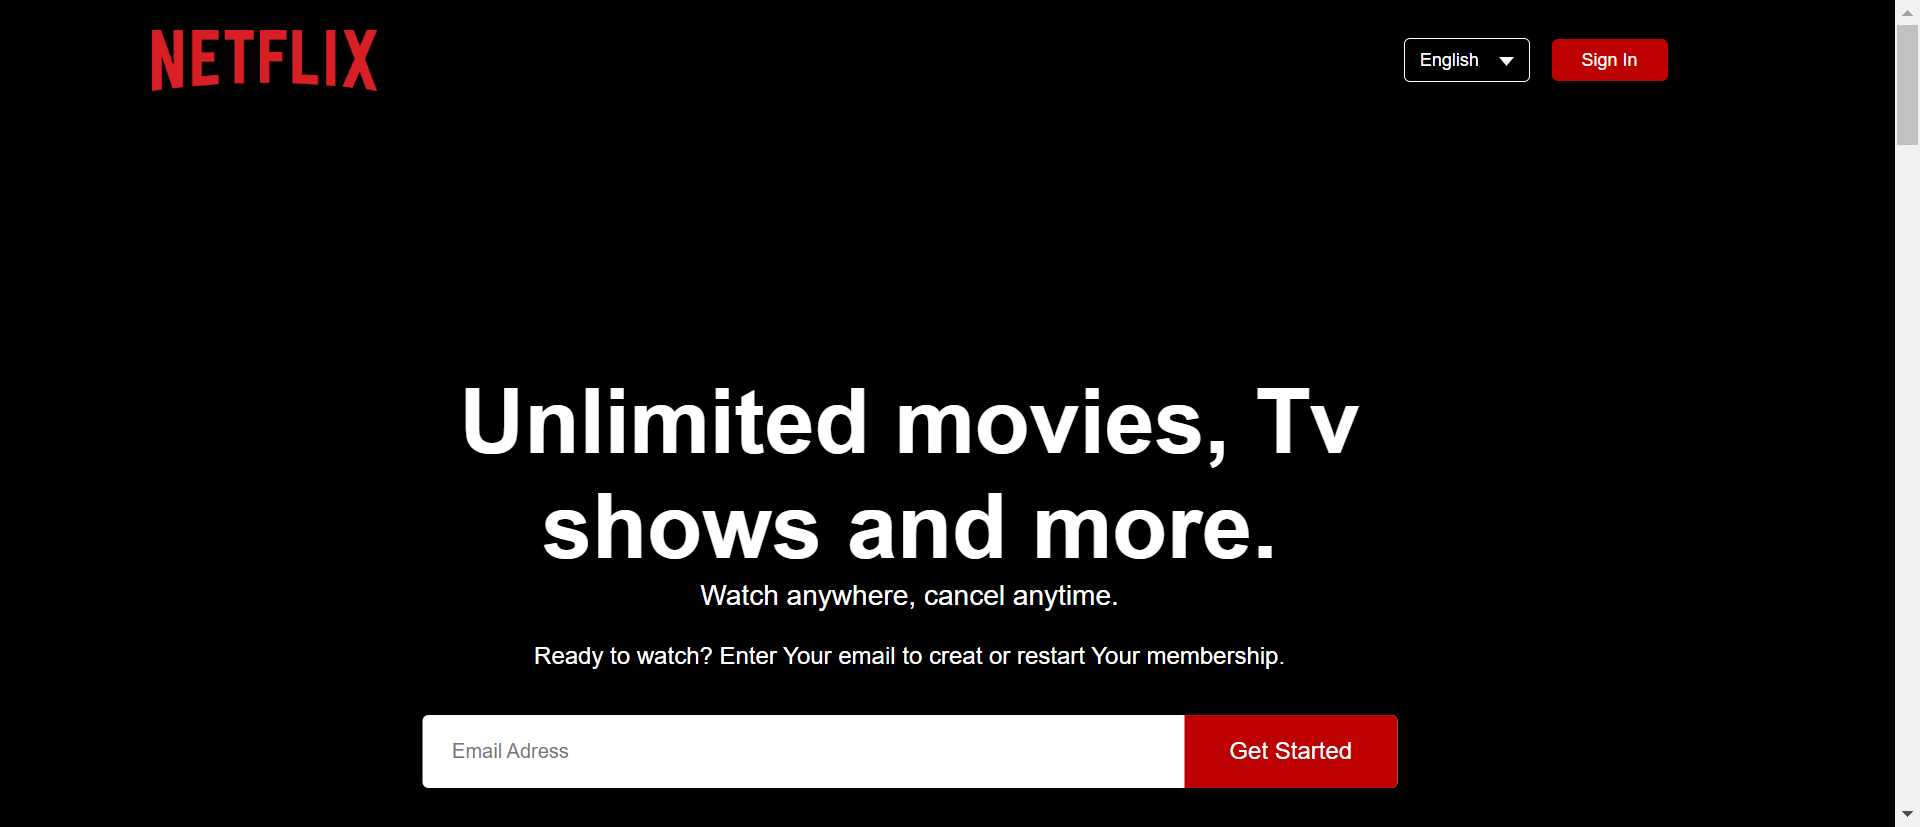 NETFLIX
English
Sign In
Unlimited movies, Tv
shows and more.
Watch anywhere, cancel anytime.
Ready to watch? Enter Your email to creat or restart Your membership.
Email Adress
Get Started